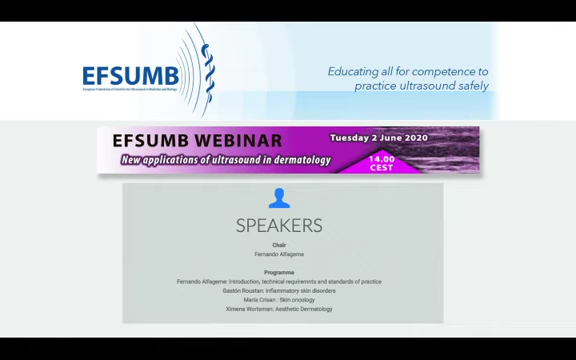 EFSUMB
European Federation of Societies for Ultrasound in Medicine and Biology
Educating all for competence to
practice ultrasound safely
EFSUMB WEBINAR
Tuesday 2 June 2020
New applications of ultrasound in dermatology
14.00
CEST
SPEAKERS
Chair
Fernando Alfageme
Programme
Fernando Alfageme: Introduction, technical requiremnts and standards of practice
Gastón Roustan: Inflammatory skin disorders
María Crisan : Skin oncology
Ximena Wortsman: Aesthetic Dermatology